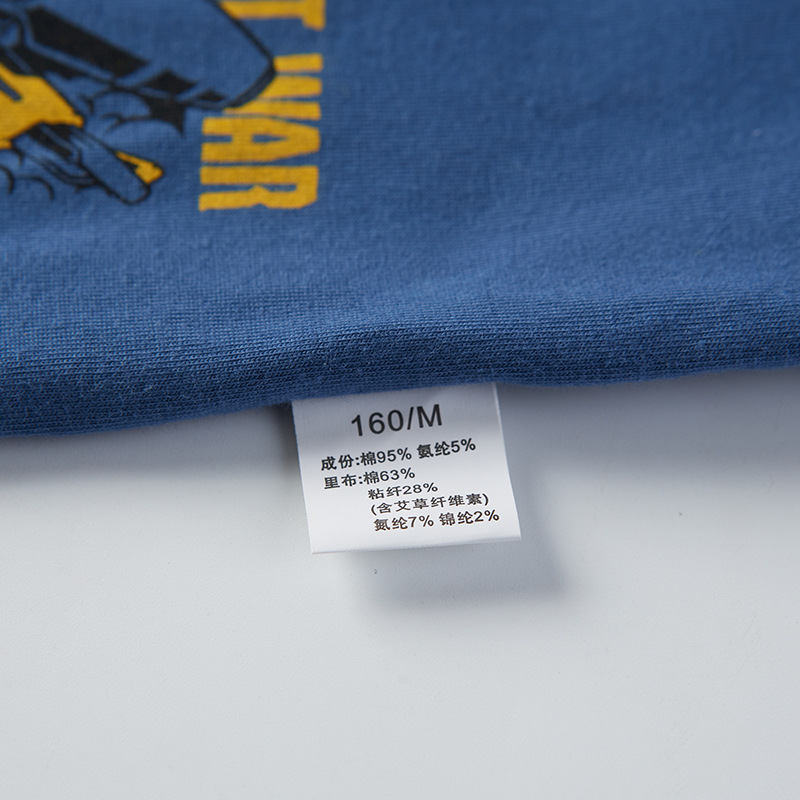 T WAR
160/M
成份:棉95% 氨纶5%
里布:棉63%
粘纤28%
(含艾草纤维素)
氨纶7% 锦纶2%